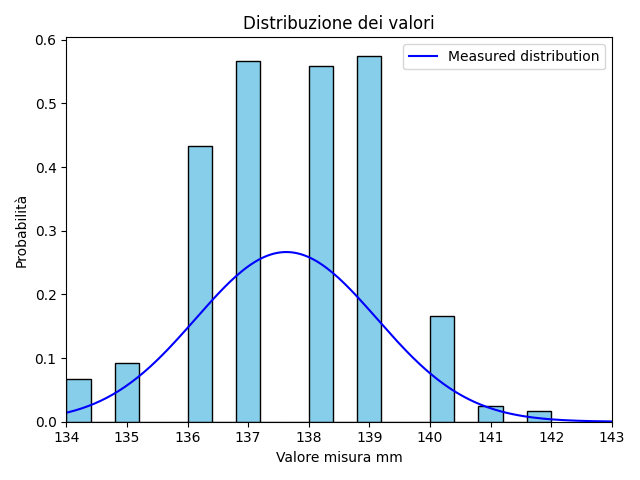 Distribuzione dei valori
Measured distribution
Probabilità
0.6
0.5
0.4
0.3
0.2
0.1
0.0
134 135 136 137 138 139 140 141 142 143
Valore misura mm